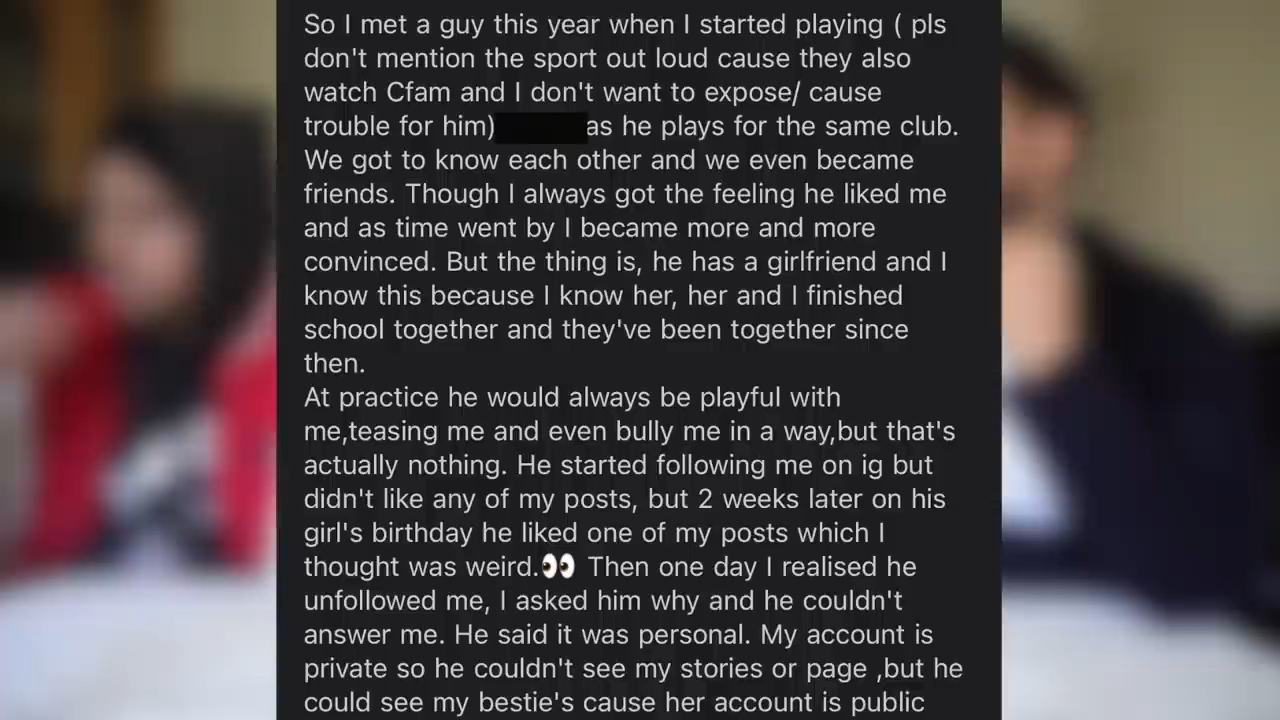 So I met a guy this year when I started playing ( pls
don't mention the sport out loud cause they also
watch Cfam and I don't want to expose/ cause
trouble for him) as he plays for the same club.
We got to know each other and we even became
friends. Though I always got the feeling he liked me
and as time went by I became more and more
convinced. But the thing is, he has a girlfriend and I
know this because I know her, her and I finished
school together and they've been together since
then.
At practice he would always be playful with
me,teasing me and even bully me in a way,but that's
actually nothing. He started following me on ig but
didn't like any of my posts, but 2 weeks later on his
girl's birthday he liked one of my posts which I
thought was weird.👀 Then one day I realised he
unfollowed me, I asked him why and he couldn't
answer me. He said it was personal. My account is
private so he couldn't see my stories or page ,but he
could see my bestie's cause her account is public